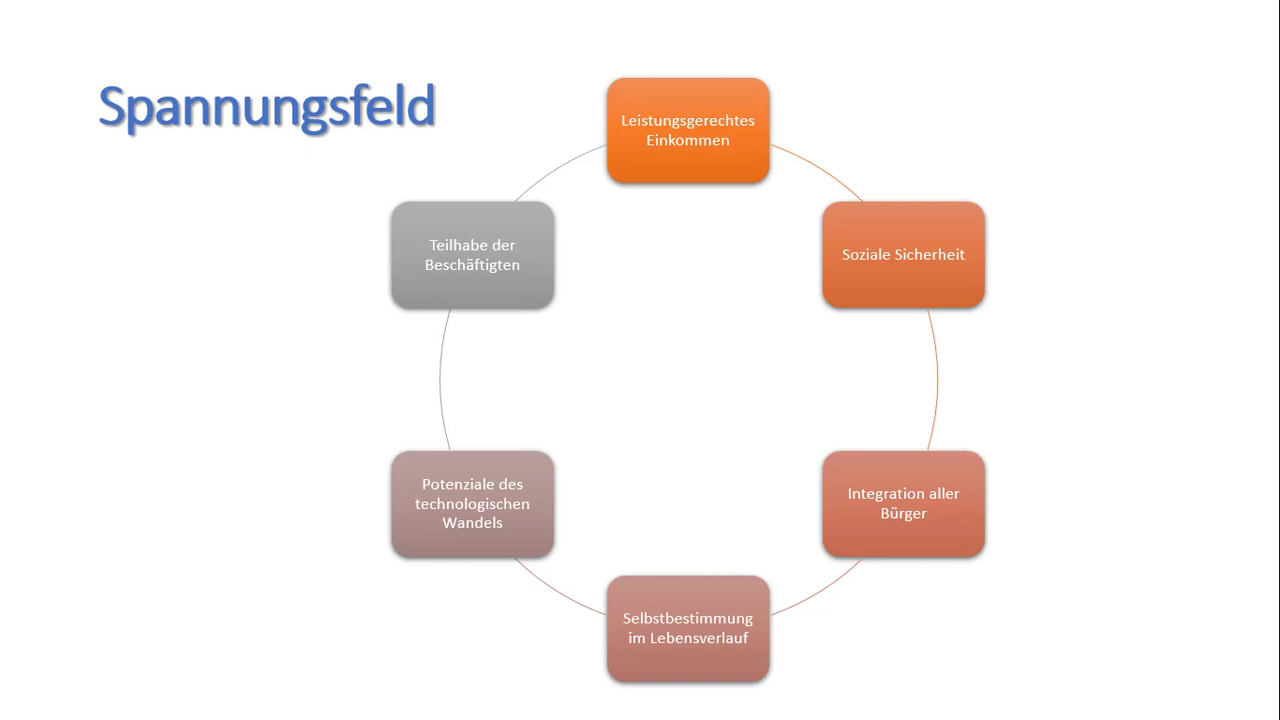 Spannungsfeld
Leistungsgerechtes
Einkommen
Soziale Sicherheit
Integration aller
Bürger
Selbstbestimmung
im Lebensverlauf
Potenziale des
technologischen
Wandels
Teilhabe der
Beschäftigten